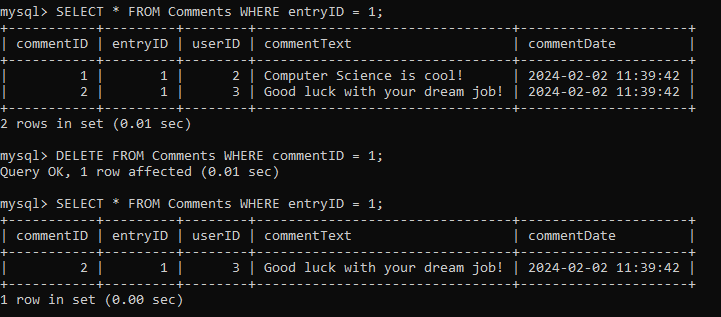 mysql> SELECT * FROM Comments WHERE entryID = 1;
+-----------+---------+--------+--------------------------------+---------------------+
| commentID | entryID | userID | commentText                    | commentDate         |
+-----------+---------+--------+--------------------------------+---------------------+
|         1 |       1 |      2 | Computer Science is cool!      | 2024-02-02 11:39:42 |
|         2 |       1 |      3 | Good luck with your dream job! | 2024-02-02 11:39:42 |
+-----------+---------+--------+--------------------------------+---------------------+
2 rows in set (0.01 sec)
mysql> DELETE FROM Comments WHERE commentID = 1;
Query OK, 1 row affected (0.01 sec)
mysql> SELECT * FROM Comments WHERE entryID = 1;
+-----------+---------+--------+--------------------------------+---------------------+
| commentID | entryID | userID | commentText                    | commentDate         |
+-----------+---------+--------+--------------------------------+---------------------+
|         2 |       1 |      3 | Good luck with your dream job! | 2024-02-02 11:39:42 |
+-----------+---------+--------+--------------------------------+---------------------+
1 row in set (0.00 sec)